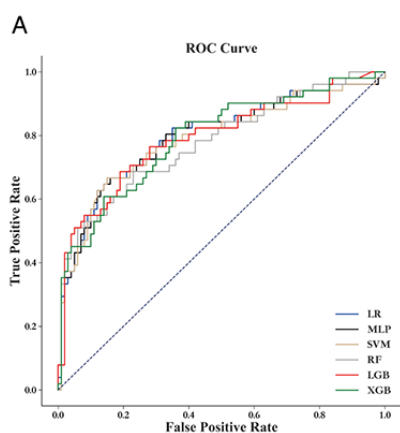 A
ROC Curve
True Positive Rate
1.0
0.8
0.6
0.4
0.2
0.0
LR
MLP
SVM
RF
LGB
XGB
0.0 0.2 0.4 0.6 0.8 1.0
False Positive Rate